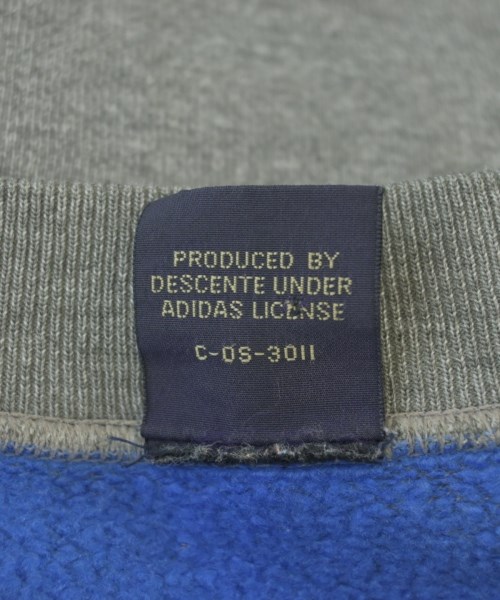 PRODUCED BY
DESCENTE UNDER
ADIDAS LICENSE
C-OS-3011